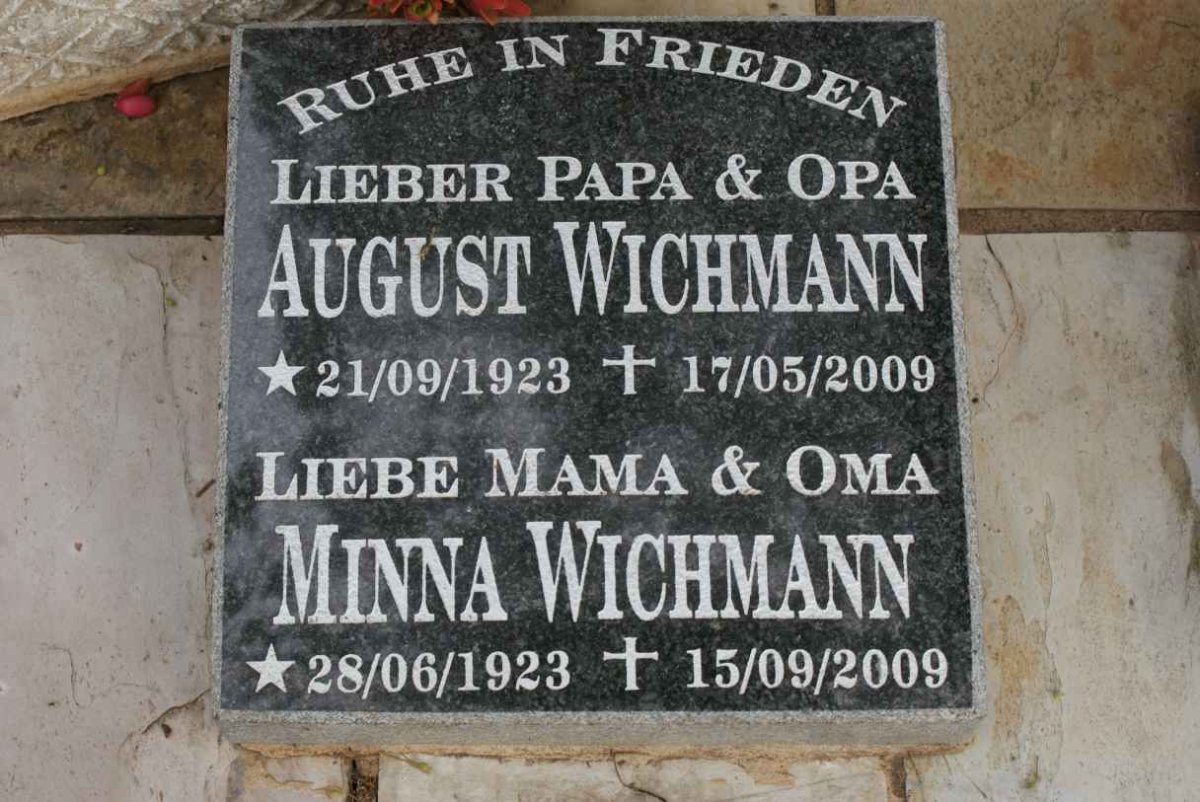 RUHE IN FRIEDEN
LIEBER PAPA & OPA
AUGUST WICHMANN
★ 21/09/1923 ✝ 17/05/2009
LIEBE MAMA & OMA
MINNA WICHMANN
★ 28/06/1923 ✝ 15/09/2009